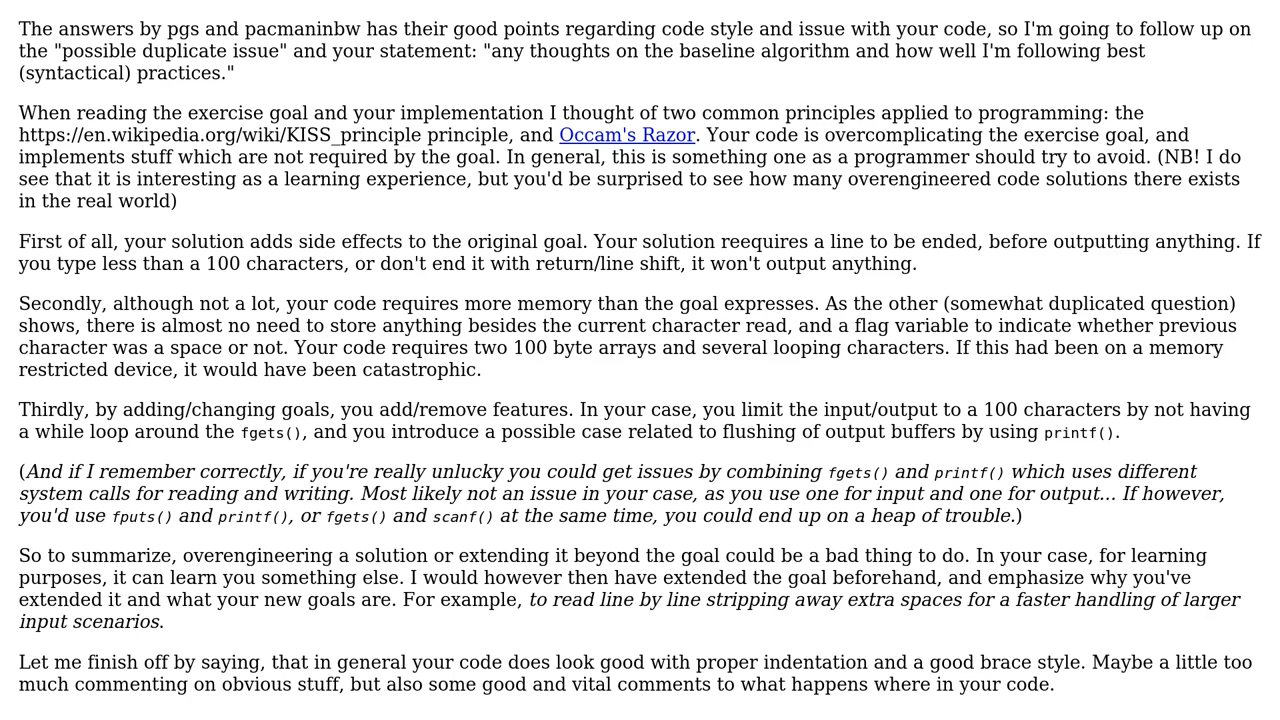 The answers by pgs and pacmaninbw has their good points regarding code style and issue with your code, so I'm going to follow up on
the "possible duplicate issue" and your statement: "any thoughts on the baseline algorithm and how well I'm following best
(syntactical) practices."
When reading the exercise goal and your implementation I thought of two common principles applied to programming: the
https://en.wikipedia.org/wiki/KISS_principle principle, and Occam's Razor. Your code is overcomplicating the exercise goal, and
implements stuff which are not required by the goal. In general, this is something one as a programmer should try to avoid. (NB! I do
see that it is interesting as a learning experience, but you'd be surprised to see how many overengineered code solutions there exists
in the real world)
First of all, your solution adds side effects to the original goal. Your solution reequires a line to be ended, before outputting anything. If
you type less than a 100 characters, or don't end it with return/line shift, it won't output anything.
Secondly, although not a lot, your code requires more memory than the goal expresses. As the other (somewhat duplicated question)
shows, there is almost no need to store anything besides the current character read, and a flag variable to indicate whether previous
character was a space or not. Your code requires two 100 byte arrays and several looping characters. If this had been on a memory
restricted device, it would have been catastrophic.
Thirdly, by adding/changing goals, you add/remove features. In your case, you limit the input/output to a 100 characters by not having
a while loop around the fgets(), and you introduce a possible case related to flushing of output buffers by using printf().
(And if I remember correctly, if you're really unlucky you could get issues by combining fgets() and printf() which uses different
system calls for reading and writing. Most likely not an issue in your case, as you use one for input and one for output... If however,
you'd use fputs() and printf(), or fgets() and scanf() at the same time, you could end up on a heap of trouble.)
So to summarize, overengineering a solution or extending it beyond the goal could be a bad thing to do. In your case, for learning
purposes, it can learn you something else. I would however then have extended the goal beforehand, and emphasize why you've
extended it and what your new goals are. For example, to read line by line stripping away extra spaces for a faster handling of larger
input scenarios.
Let me finish off by saying, that in general your code does look good with proper indentation and a good brace style. Maybe a little too
much commenting on obvious stuff, but also some good and vital comments to what happens where in your code.